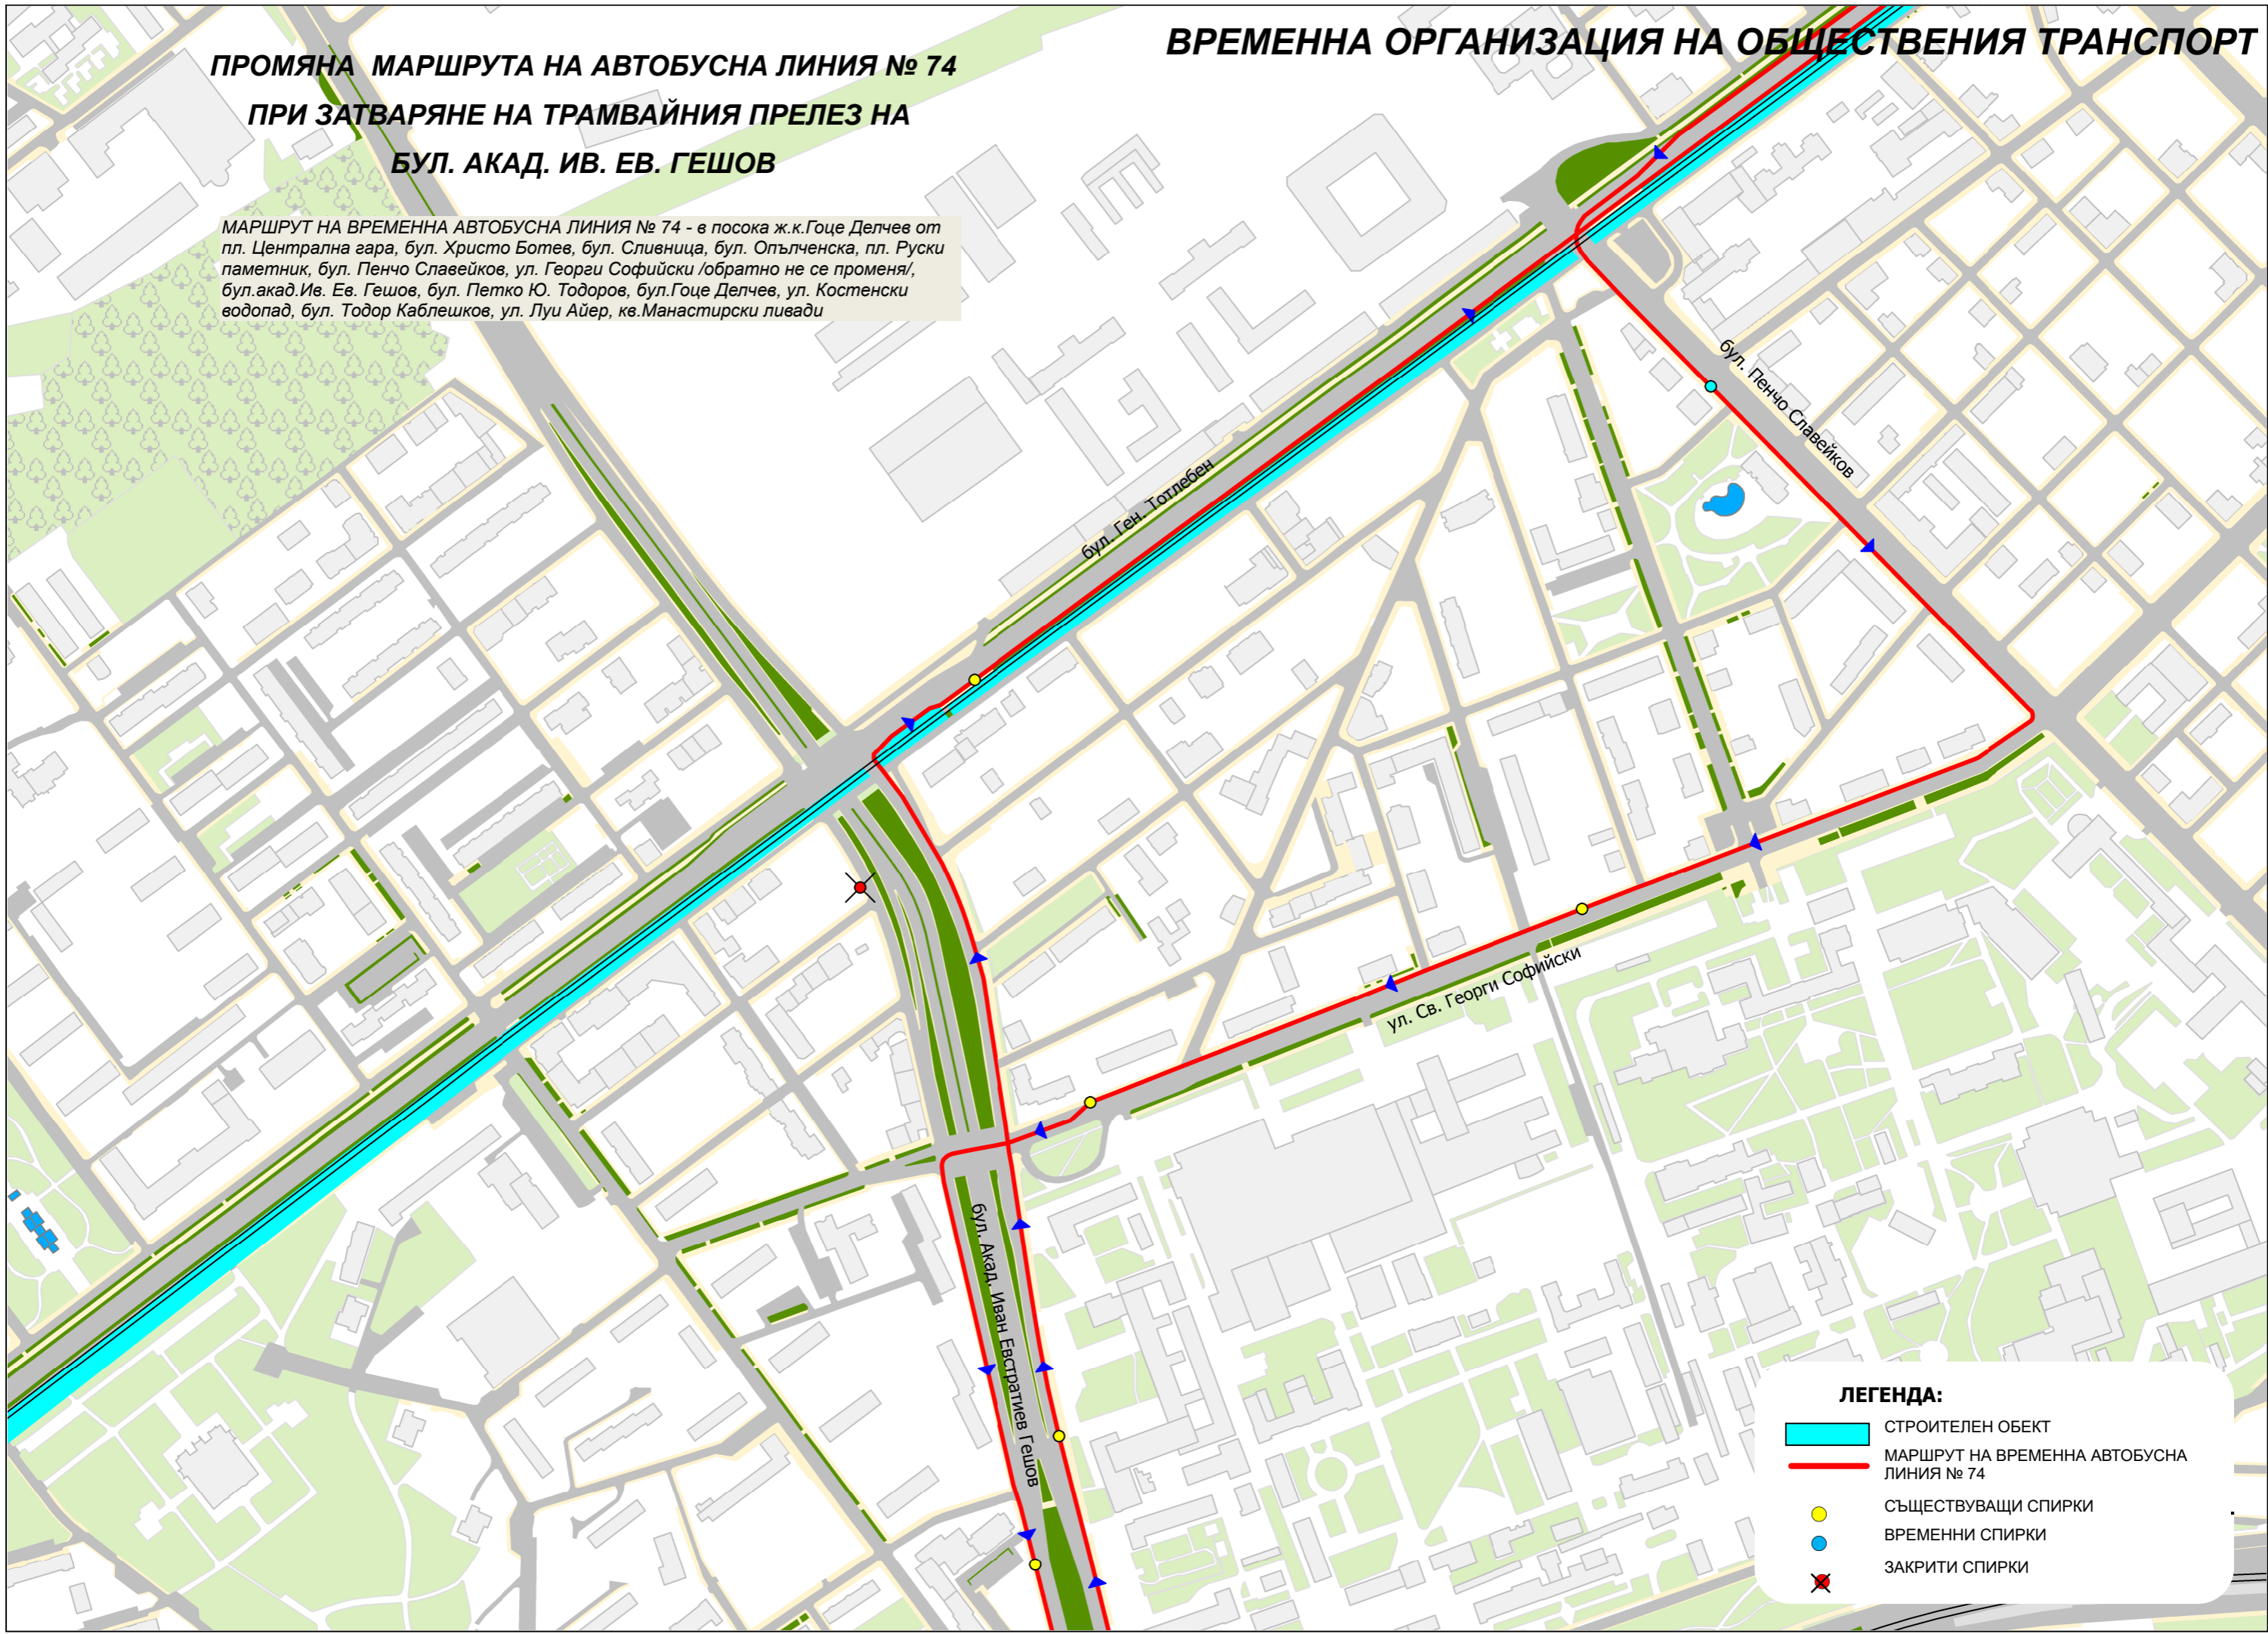 ВРЕМЕННА ОРГАНИЗАЦИЯ НА ОБЩЕСТВЕНИЯ ТРАНСПОРТ
ПРОМЯНА МАРШРУТА НА АВТОБУСНА ЛИНИЯ № 74
ПРИ ЗАТВАРЯНЕ НА ТРАМВАЙНИЯ ПРЕЛЕЗ НА
БУЛ. АКАД. ИВ. ЕВ. ГЕШОВ
МАРШРУТ НА ВРЕМЕННА АВТОБУСНА ЛИНИЯ № 74 - в посока ж.к.Гоце Делчев от
пл. Централна гара, бул. Христо Ботев, бул. Сливница, бул. Опълченска, пл. Руски
паметник, бул. Пенчо Славейков, ул. Георги Софийски /обратно не се променя/,
бул.акад.Ив. Ев. Гешов, бул. Петко Ю. Тодоров, бул.Гоце Делчев, ул. Костенски
водопад, бул. Тодор Каблешков, ул. Луи Айер, кв.Манастирски ливади
бул. Пенчо Славейков
бул. Ген. Тотлебен
ул. Св. Георги Софийски
бул. Акад. Иван Евстратиев Гешов
ЛЕГЕНДА:
СТРОИТЕЛЕН ОБЕКТ
МАРШРУТ НА ВРЕМЕННА АВТОБУСНА
ЛИНИЯ № 74
СЪЩЕСТВУВАЩИ СПИРКИ
ВРЕМЕННИ СПИРКИ
ЗАКРИТИ СПИРКИ